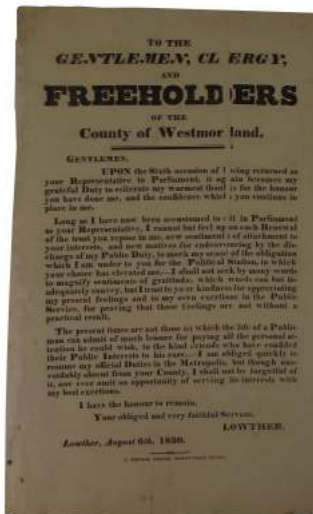 TO THE
GENTLEMEN, CLERGY,
AND
FREEHOLDERS
OF THE
County of Westmorland.
GENTLEMEN,
UPON the Sixth occasion of being returned as
your Representative to Parliament, it again becomes my
grateful Duty to reiterate my warmest thanks for the honour
you have done me, and the confidence which you continue to
place in me.
Long as I have now been accustomed to sit in Parliament
as your Representative, I cannot but feel upon each Renewal
of the trust you repose in me, new sentiments of attachment to
your interests, and new motives for endeavouring by the dis-
charge of my Public Duty, to mark my sense of the obligation
which I am under to you for the Political Station, to which
your choice has elevated me.—I shall not seek by many words
to magnify sentiments of gratitude, which words can but in-
adequately convey, but trust to your kindness for appreciating
my present feelings and to my own exertions in the Public
Service, for proving that those Feelings are not without a
practical result.
The present times are not those in which the life of a Public
man can admit of much leisure for paying all the personal at-
tention he could wish, to the kind friends who have confided
their Public Interests to his care.—I am obliged quickly to
resume my official Duties in the Metropolis, but though una-
voidably absent from your County, I shall not be forgetful of
it, nor ever omit an opportunity of serving its interests with
my best exertions.
I have the honour to remain,
Your obliged and very faithful Servant,
LOWTHER.
Lowther, August 6th, 1830.